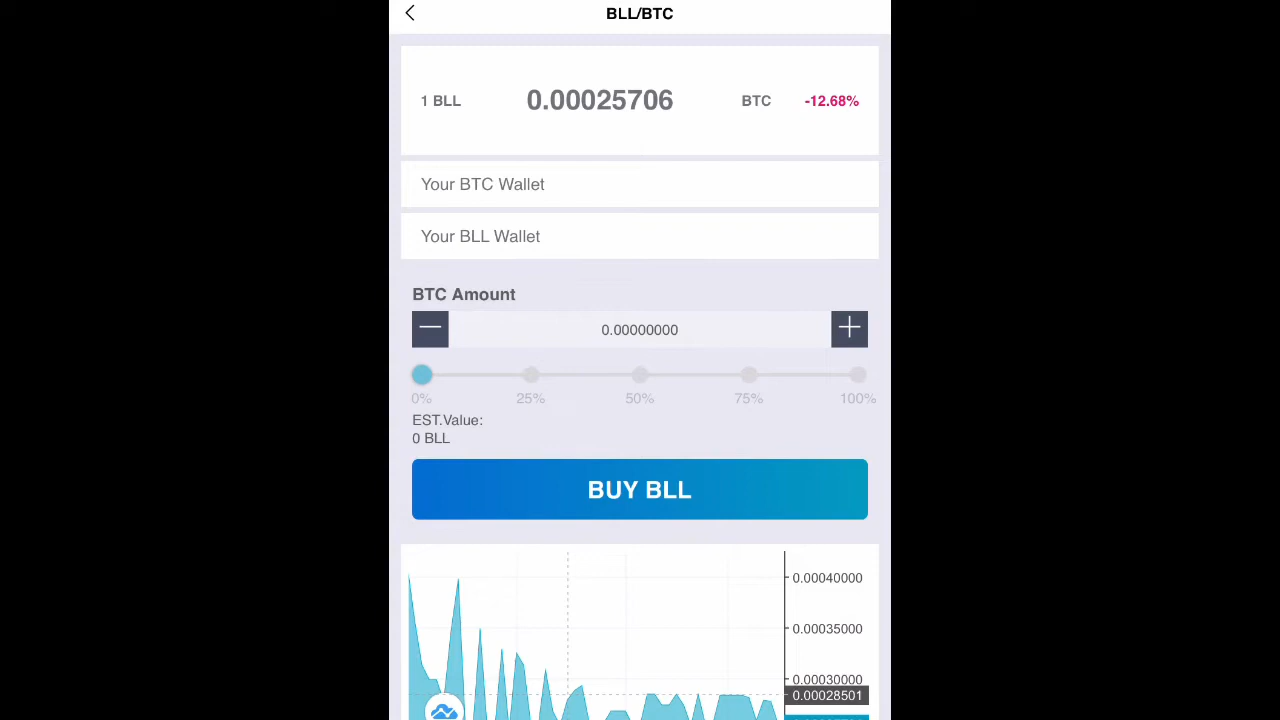 BLL/BTC
1 BLL 0.00025706 BTC -12.68%
Your BTC Wallet
Your BLL Wallet
BTC Amount
0.00000000
0% 25% 50% 75% 100%
EST.Value:
0 BLL
BUY BLL
0.00040000
0.00035000
0.00030000
0.00028501